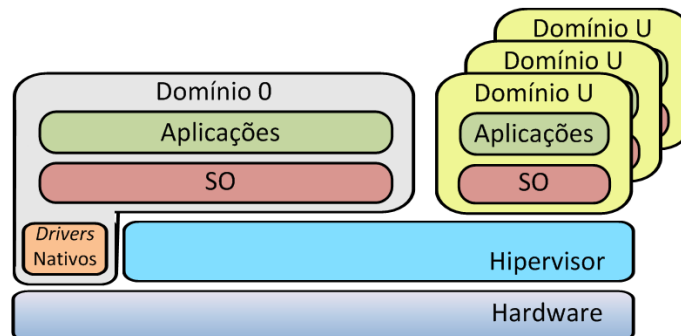 Domínio U
Domínio U
Domínio 0
Domínio U
Aplicações
Aplicações
SO
SO
Drivers
Nativos
Hipervisor
Hardware